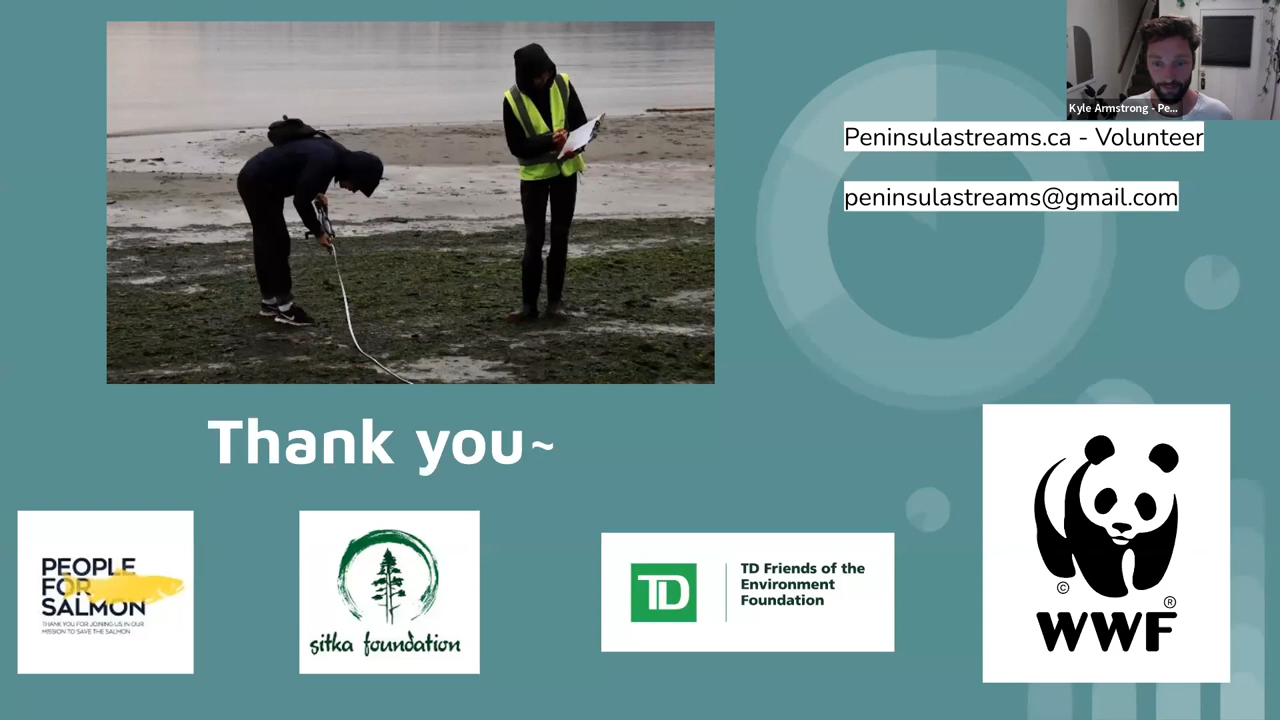 Kyle Armstrong - Pe...
Peninsulastreams.ca - Volunteer
peninsulastreams@gmail.com
Thank you~
PEOPLE
FOR
SALMON
THANK YOU FOR JOINING US IN OUR
MISSION TO SAVE THE SALMON
sitka foundation
TD
TD Friends of the
Environment
Foundation
©
®
WWF